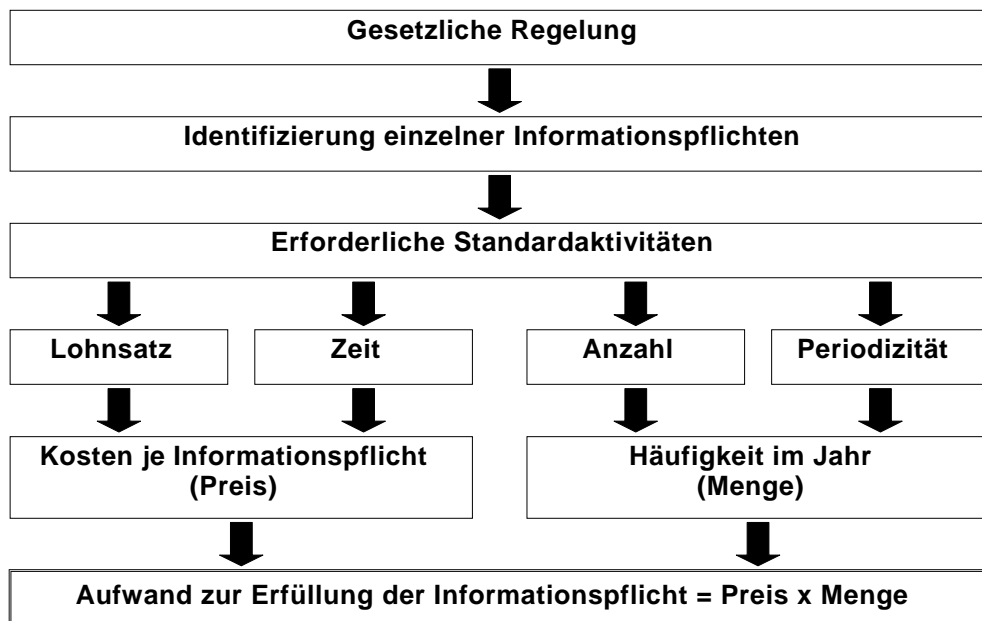 Gesetzliche Regelung
Identifizierung einzelner Informationspflichten
Erforderliche Standardaktivitäten
Lohnsatz
Zeit
Anzahl
Periodizität
Kosten je Informationspflicht
(Preis)
Häufigkeit im Jahr
(Menge)
Aufwand zur Erfüllung der Informationspflicht = Preis x Menge